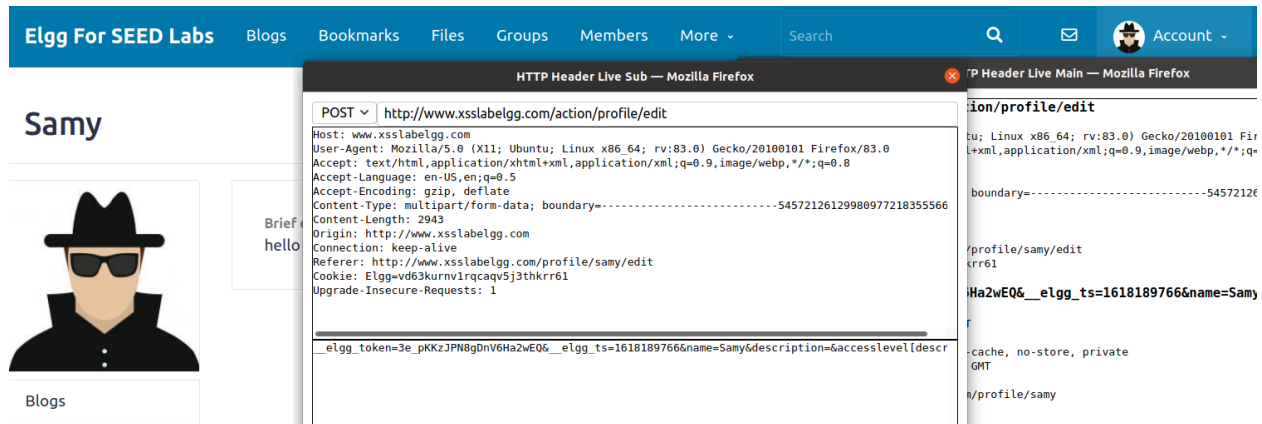 Elgg For SEED Labs Blogs Bookmarks Files Groups Members More Search Account
HTTP Header Live Sub — Mozilla Firefox
TP Header Live Main — Mozilla Firefox
Samy
Brief
hello
Blogs
POST http://www.xsslabelgg.com/action/profile/edit
Host: www.xsslabelgg.com
User-Agent: Mozilla/5.0 (X11; Ubuntu; Linux x86_64; rv:83.0) Gecko/20100101 Firefox/83.0
Accept: text/html,application/xhtml+xml,application/xml;q=0.9,image/webp,*/*;q=0.8
Accept-Language: en-US,en;q=0.5
Accept-Encoding: gzip, deflate
Content-Type: multipart/form-data; boundary=---------------------------54572126129980977218355566
Content-Length: 2943
Origin: http://www.xsslabelgg.com
Connection: keep-alive
Referer: http://www.xsslabelgg.com/profile/samy/edit
Cookie: Elgg=vd63kurnv1rqcaqv5j3thkrr61
Upgrade-Insecure-Requests: 1
__elgg_token=3e_pKKzJPN8gDnV6Ha2wEQ&__elgg_ts=1618189766&name=Samy&description=&accesslevel[descr
ion/profile/edit
tu; Linux x86_64; rv:83.0) Gecko/20100101 Fir
l+xml,application/xml;q=0.9,image/webp,*/*;q=
boundary=---------------------------54572126
/profile/samy/edit
krr61
Ha2wEQ&__elgg_ts=1618189766&name=Samy
-cache, no-store, private
GMT
m/profile/samy